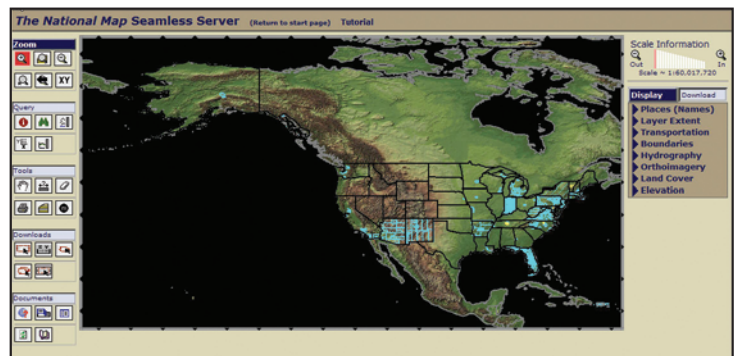 The National Map Seamless Server (Return to start page) Tutorial
Zoom
XY
Query
Tools
Downloads
Documents
Scale Information
Out In
Scale ~ 1:60,017,720
Display Download
Places (Names)
Layer Extent
Transportation
Boundaries
Hydrography
Orthoimagery
Land Cover
Elevation